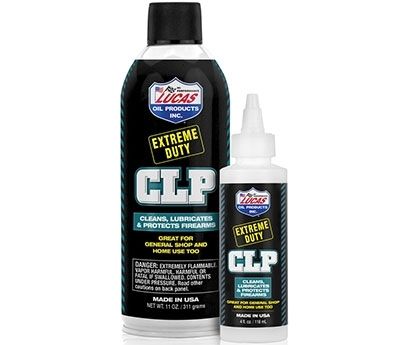 LUCAS
OIL PRODUCTS
INC.
EXTREME
DUTY
CLP
CLEANS, LUBRICATES
& PROTECTS FIREARMS
GREAT FOR
GENERAL SHOP AND
HOME USE TOO
DANGER: EXTREMELY FLAMMABLE.
VAPOR HARMFUL. HARMFUL OR
FATAL IF SWALLOWED. CONTENTS
UNDER PRESSURE. Read other
cautions on back panel.
MADE IN USA
NET WT. 11 OZ. / 311 grams
LUCAS
OIL PRODUCTS
INC.
EXTREME
DUTY
CLP
CLEANS,
LUBRICATES &
PROTECTS FIREARMS
GREAT FOR GENERAL SHOP
AND HOME USE TOO
MADE IN USA
4 fl. oz / 118 mL